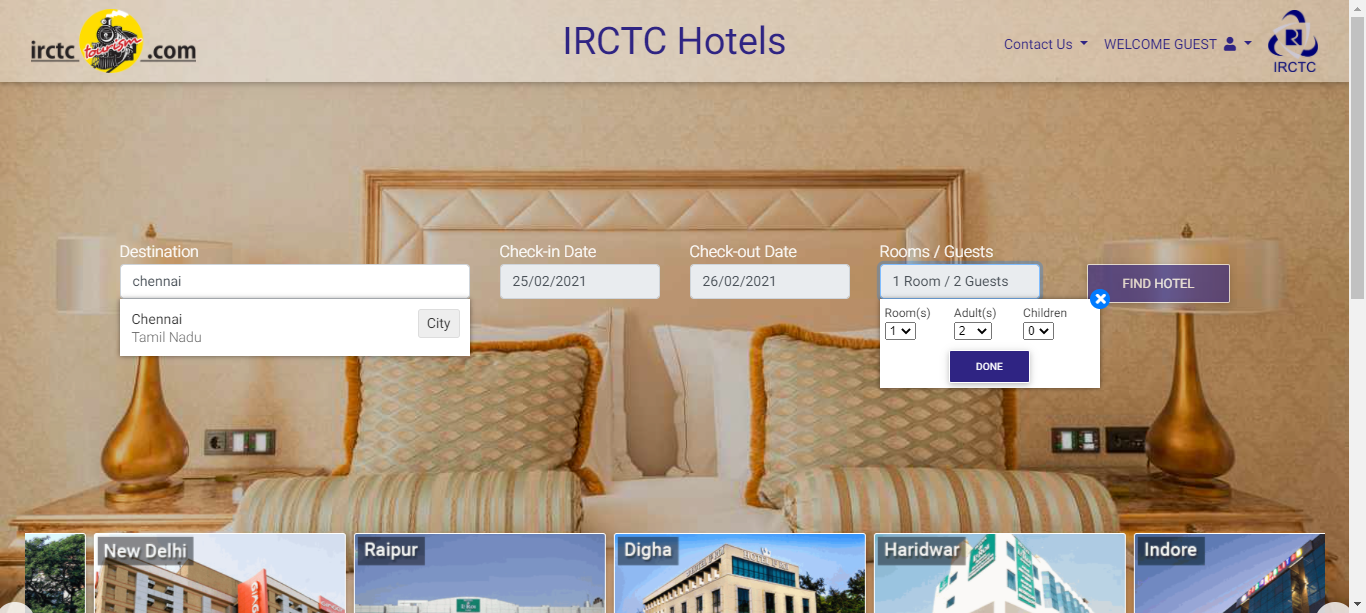 irctc tourism .com
IRCTC Hotels
Contact Us
WELCOME GUEST
IRCTC
Destination
Check-in Date
Check-out Date
Rooms / Guests
chennai
25/02/2021
26/02/2021
1 Room / 2 Guests
FIND HOTEL
Chennai
Tamil Nadu
City
Room(s)
Adult(s)
Children
1
2
0
DONE
New Delhi
Raipur
Digha
Haridwar
Indore